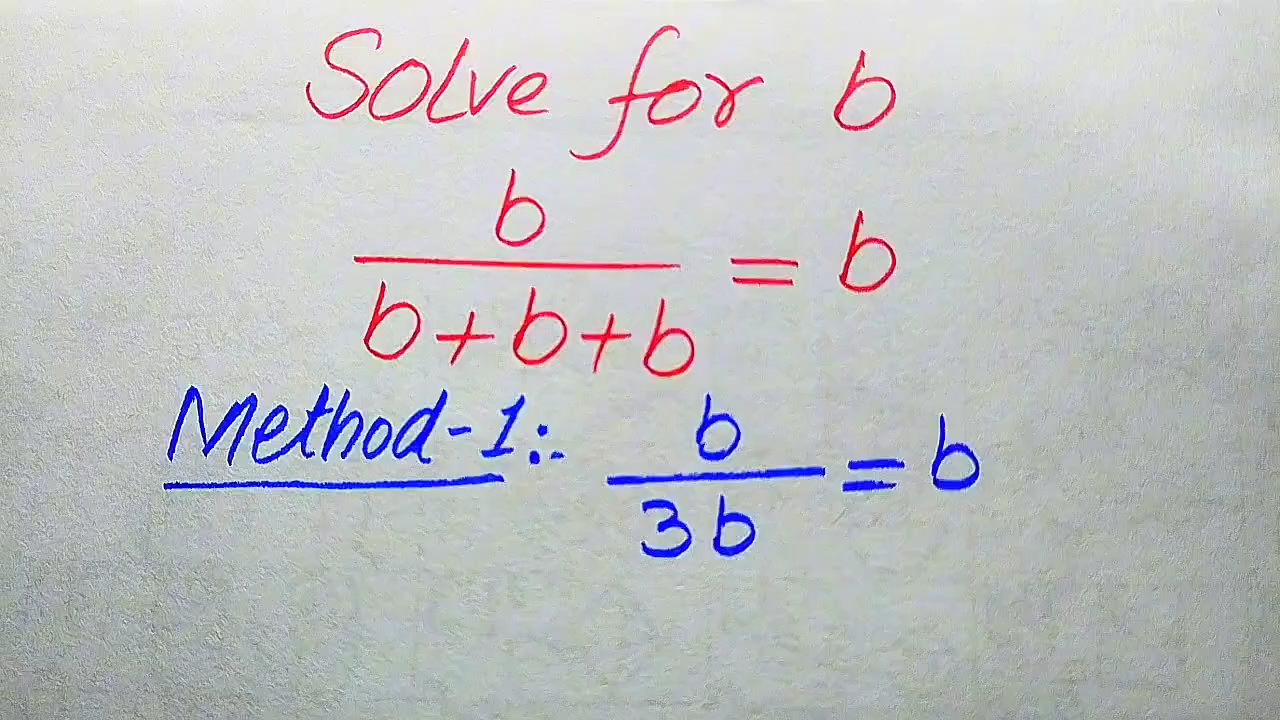 Solve for b
b
b+b+b = b
Method-1:- b
3b = b